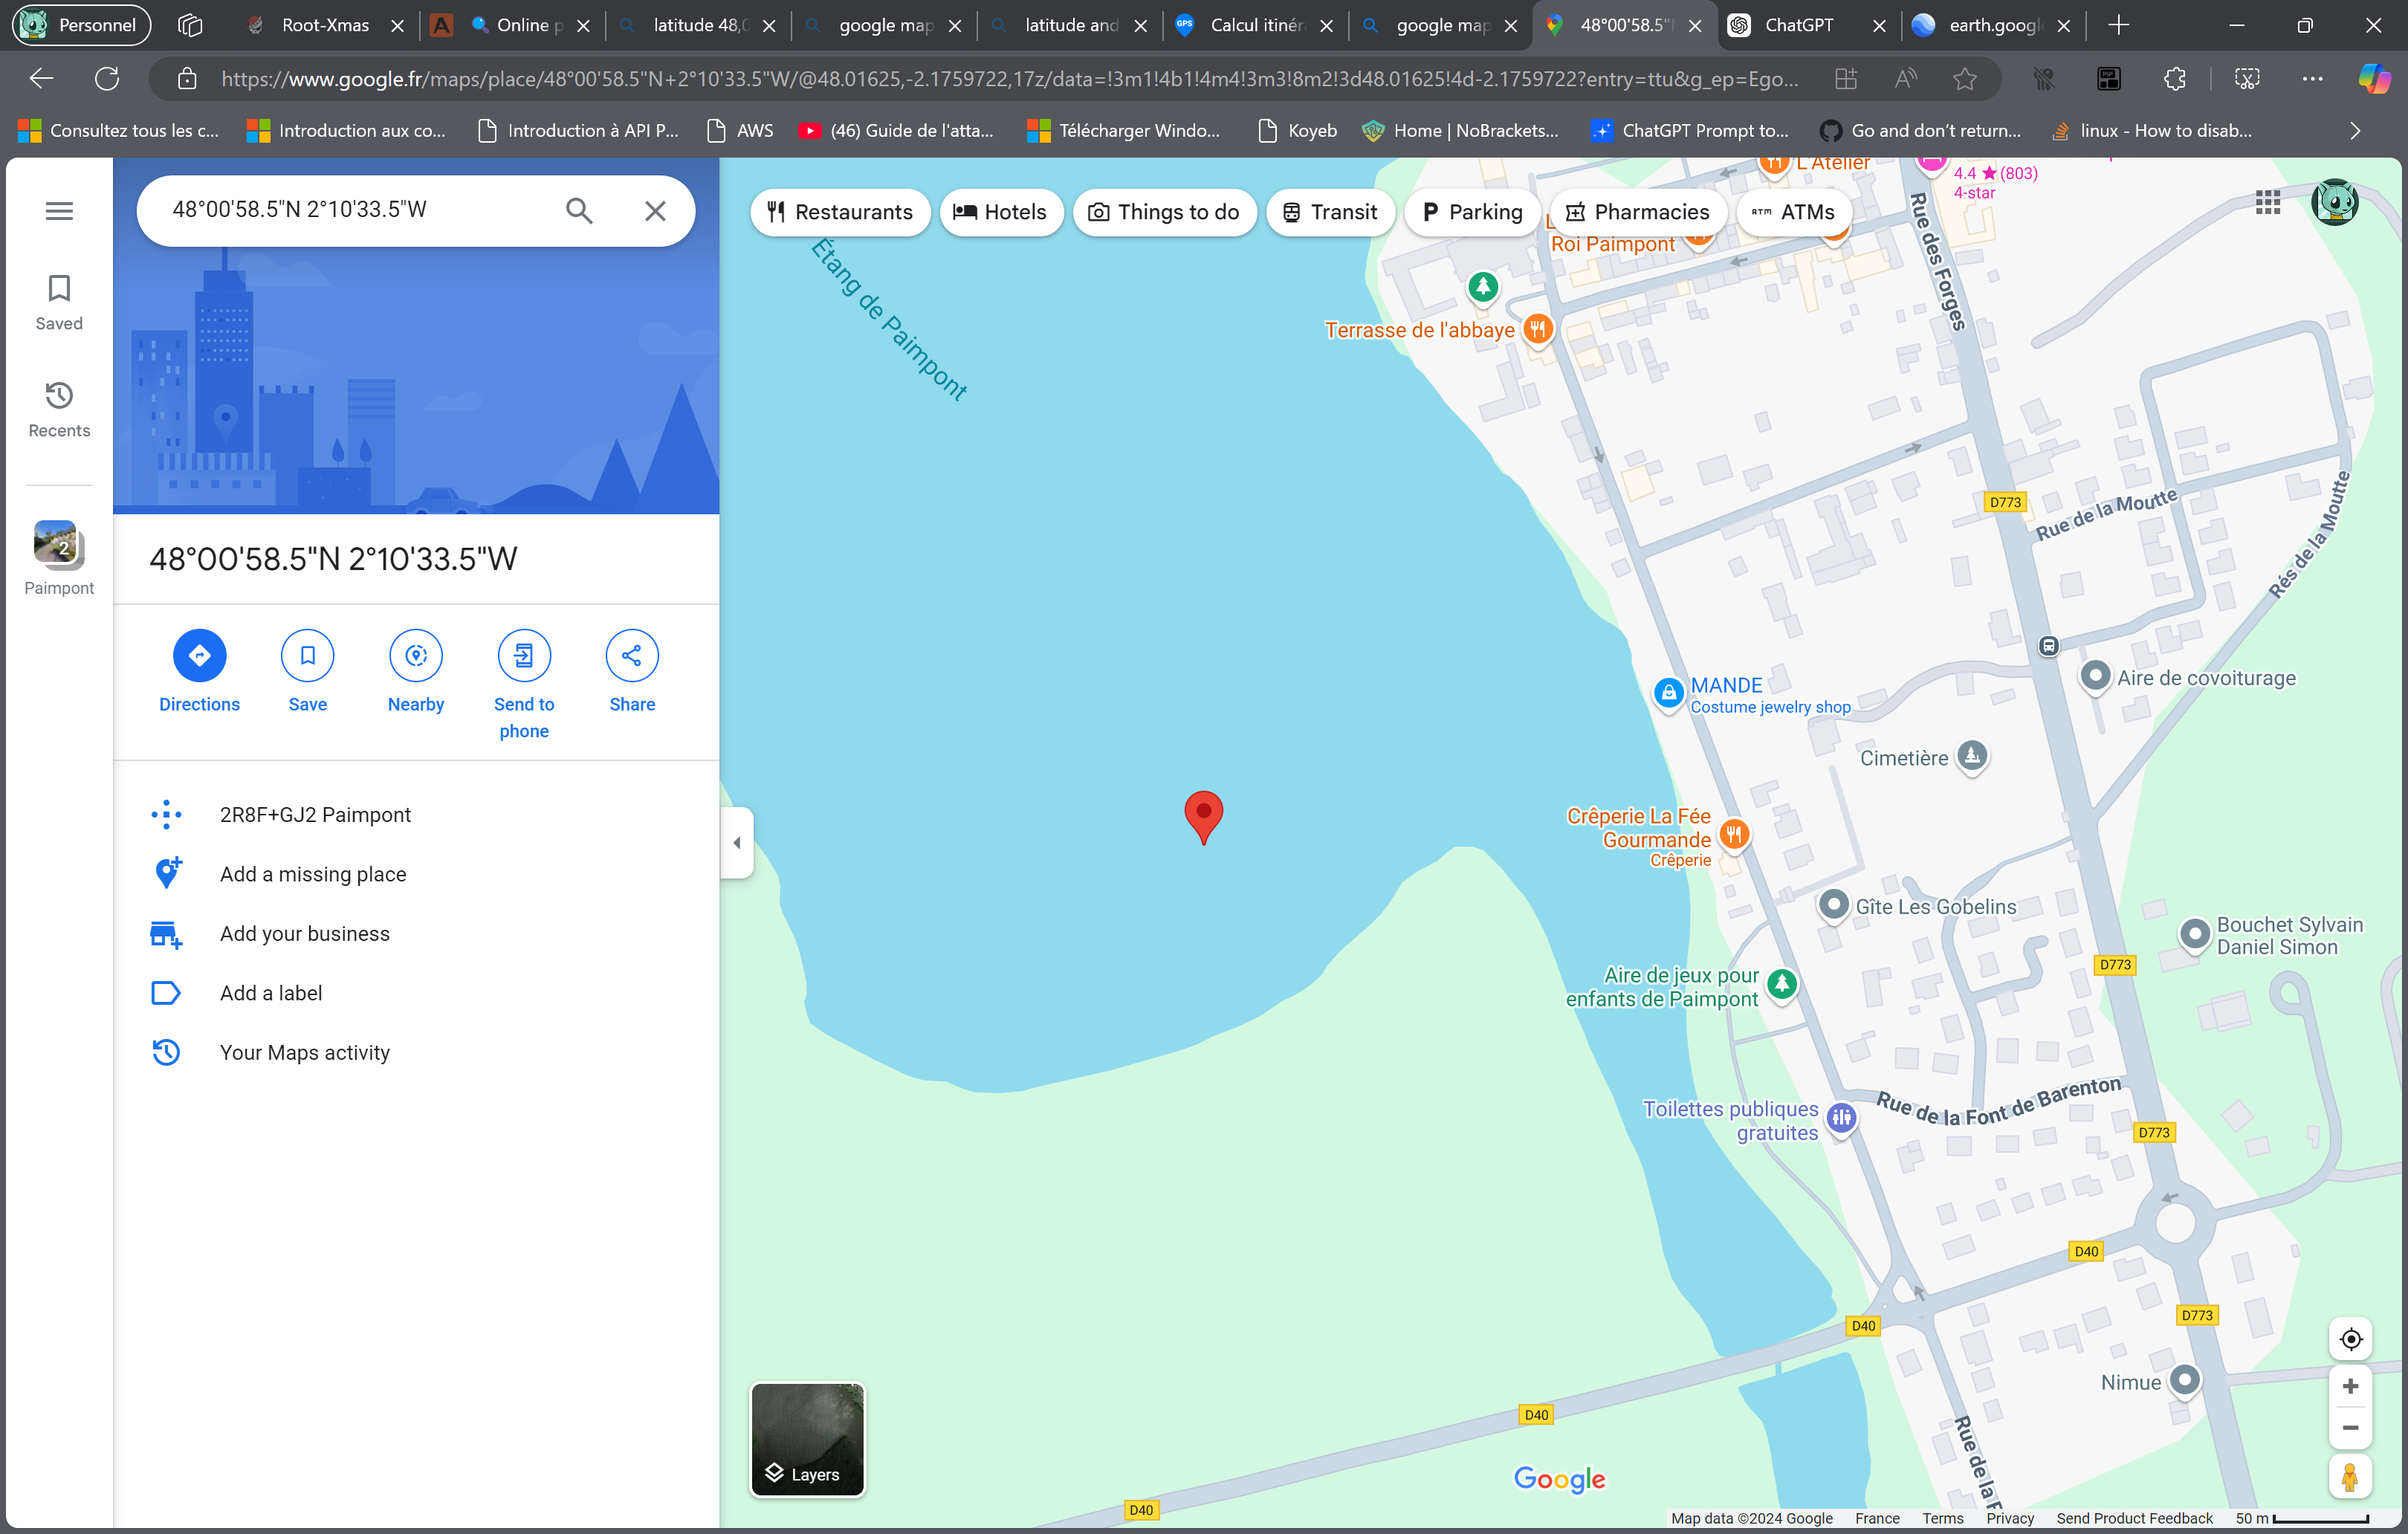 Personnel
Root-Xmas
Online p
latitude 48,0
google map
latitude and
GPS
Calcul itinéra
google map
48°00'58.5"
ChatGPT
earth.googl
https://www.google.fr/maps/place/48°00'58.5"N+2°10'33.5"W/@48.01625,-2.1759722,17z/data=!3m1!4b1!4m4!3m3!8m2!3d48.01625!4d-2.1759722?entry=ttu&g_ep=Ego...
Consultez tous les c...
Introduction aux co...
Introduction à API P...
AWS
(46) Guide de l'atta...
Télécharger Windo...
Koyeb
Home | NoBrackets...
ChatGPT Prompt to...
Go and don't return...
linux - How to disab...
48°00'58.5"N 2°10'33.5"W
Saved
Recents
2
Paimpont
48°00'58.5"N 2°10'33.5"W
Directions
Save
Nearby
Send to
phone
Share
2R8F+GJ2 Paimpont
Add a missing place
Add your business
Add a label
Your Maps activity
Restaurants
Hotels
Things to do
Transit
P Parking
Pharmacies
ATM ATMs
L'Atelier
4.4 ★ (803)
4-star
Roi Paimpont
Étang de Paimpont
Terrasse de l'abbaye
Rue des Forges
D773
Rue de la Moutte
Rés de la Moutte
MANDE
Costume jewelry shop
Aire de covoiturage
Cimetière
Crêperie La Fée
Gourmande
Crêperie
Gîte Les Gobelins
Bouchet Sylvain
Daniel Simon
D773
Aire de jeux pour
enfants de Paimpont
Toilettes publiques
gratuites
Rue de la Font de Barenton
D773
D40
D773
D40
Nimue
D40
Rue de la F
D40
Layers
Google
Map data ©2024 Google
France
Terms
Privacy
Send Product Feedback
50 m